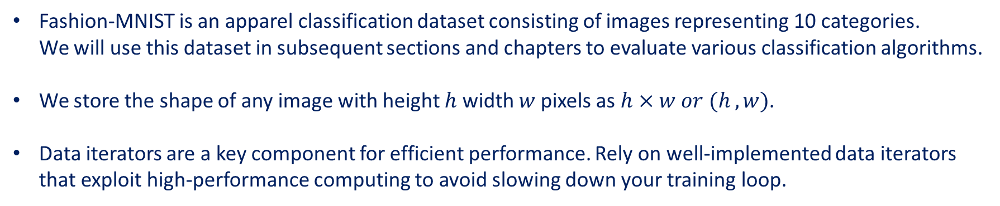 • Fashion-MNIST is an apparel classification dataset consisting of images representing 10 categories.
We will use this dataset in subsequent sections and chapters to evaluate various classification algorithms.
• We store the shape of any image with height h width w pixels as h × w or (h , w).
• Data iterators are a key component for efficient performance. Rely on well-implemented data iterators
that exploit high-performance computing to avoid slowing down your training loop.